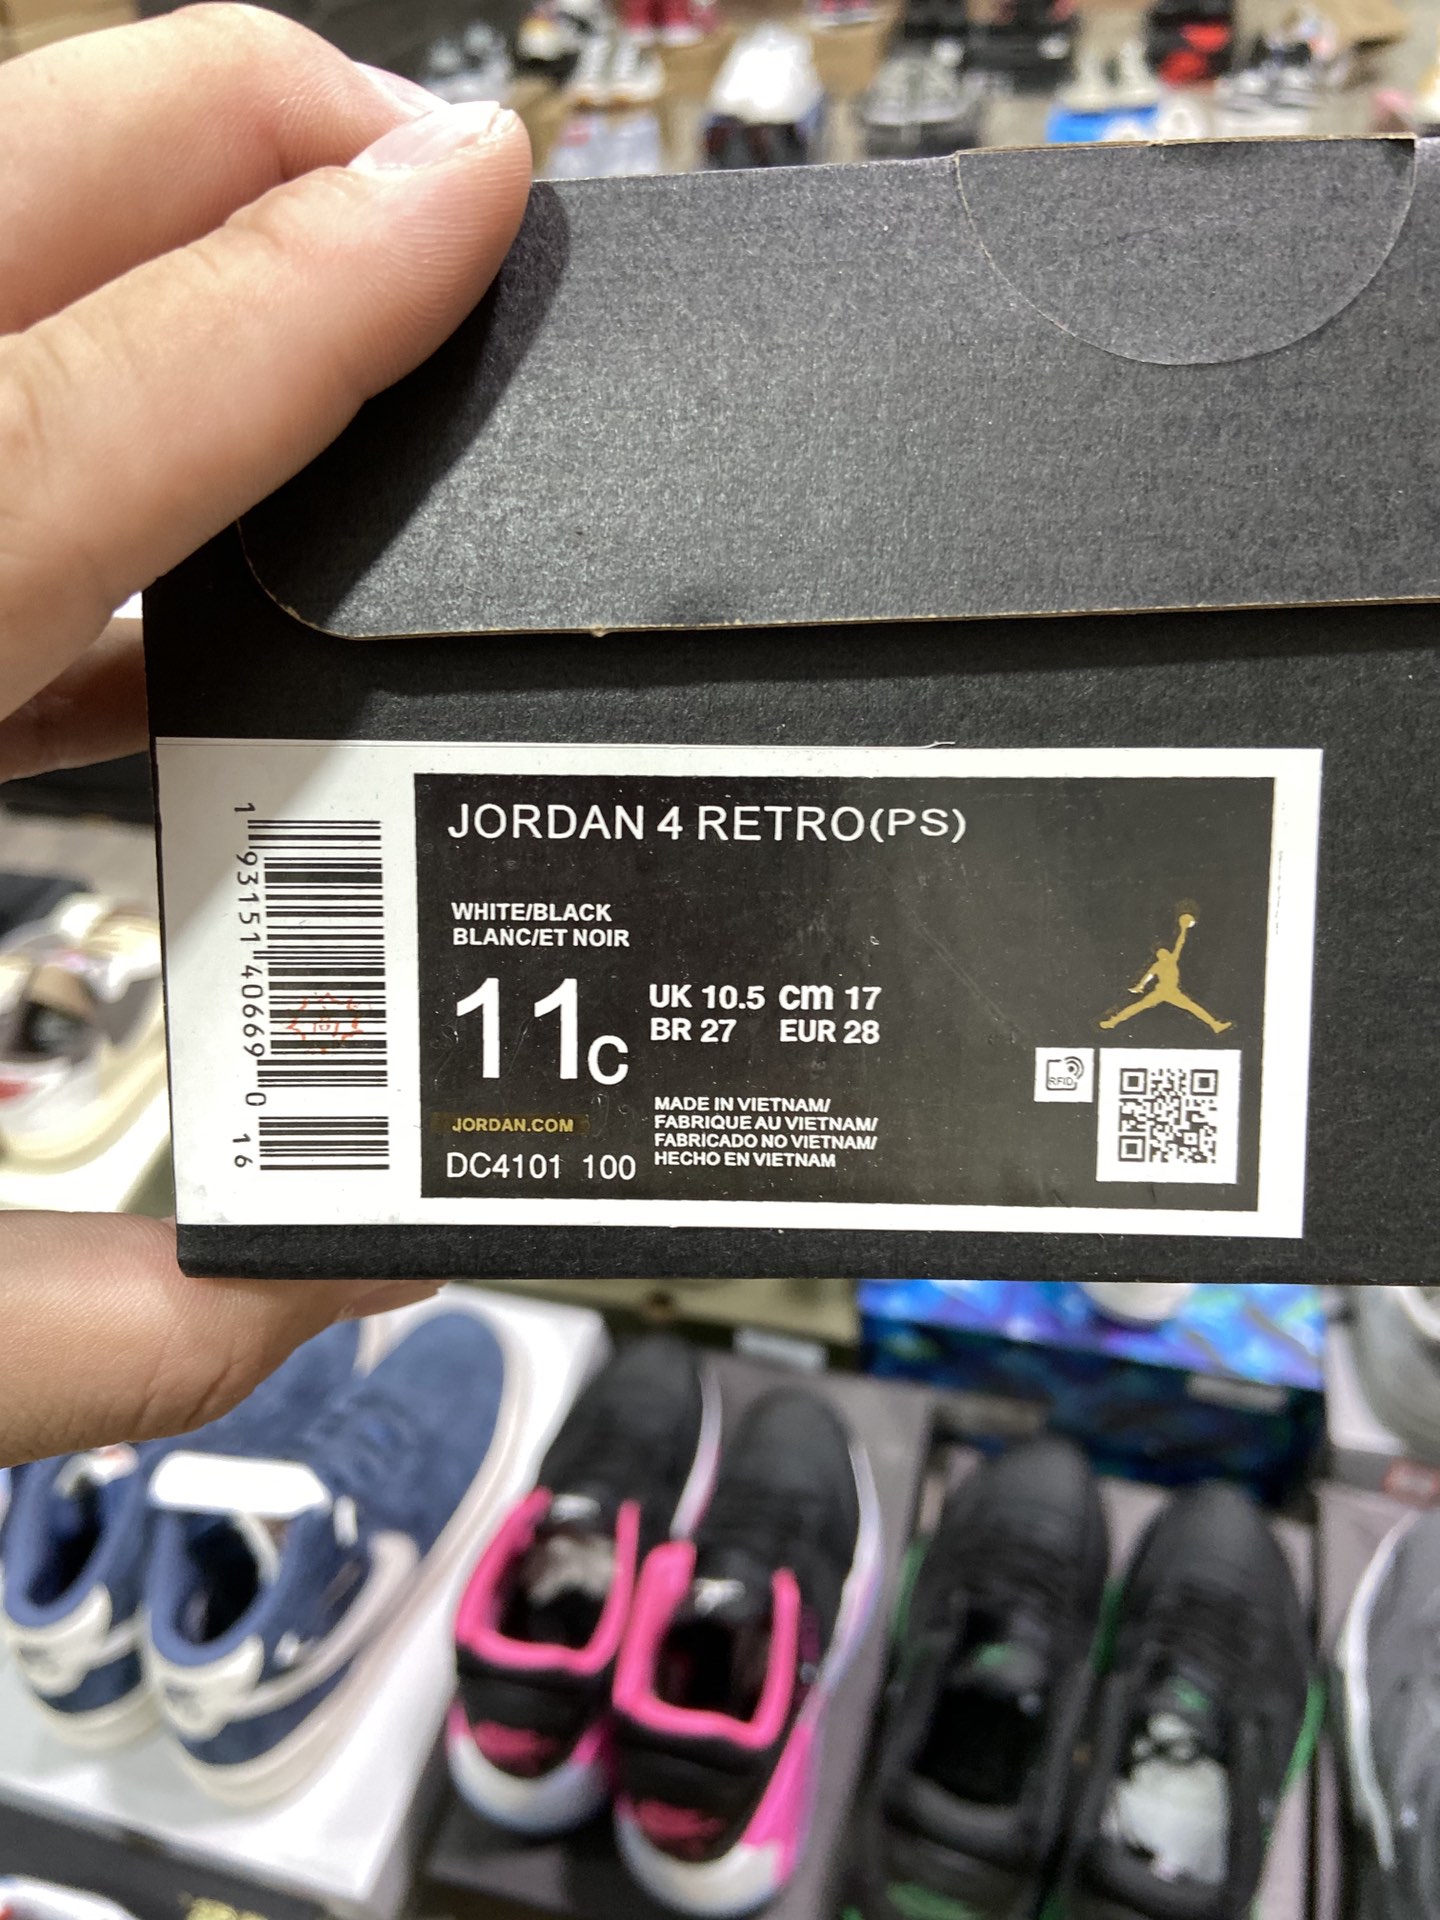 JORDAN 4 RETRO(PS)
WHITE/BLACK
BLANC/ET NOIR
11C
UK 10.5 cm 17
BR 27 EUR 28
JORDAN.COM
DC4101 100
MADE IN VIETNAM/
FABRIQUE AU VIETNAM/
FABRICADO NO VIETNAM/
HECHO EN VIETNAM
RFID
1 93151 40669 0 16